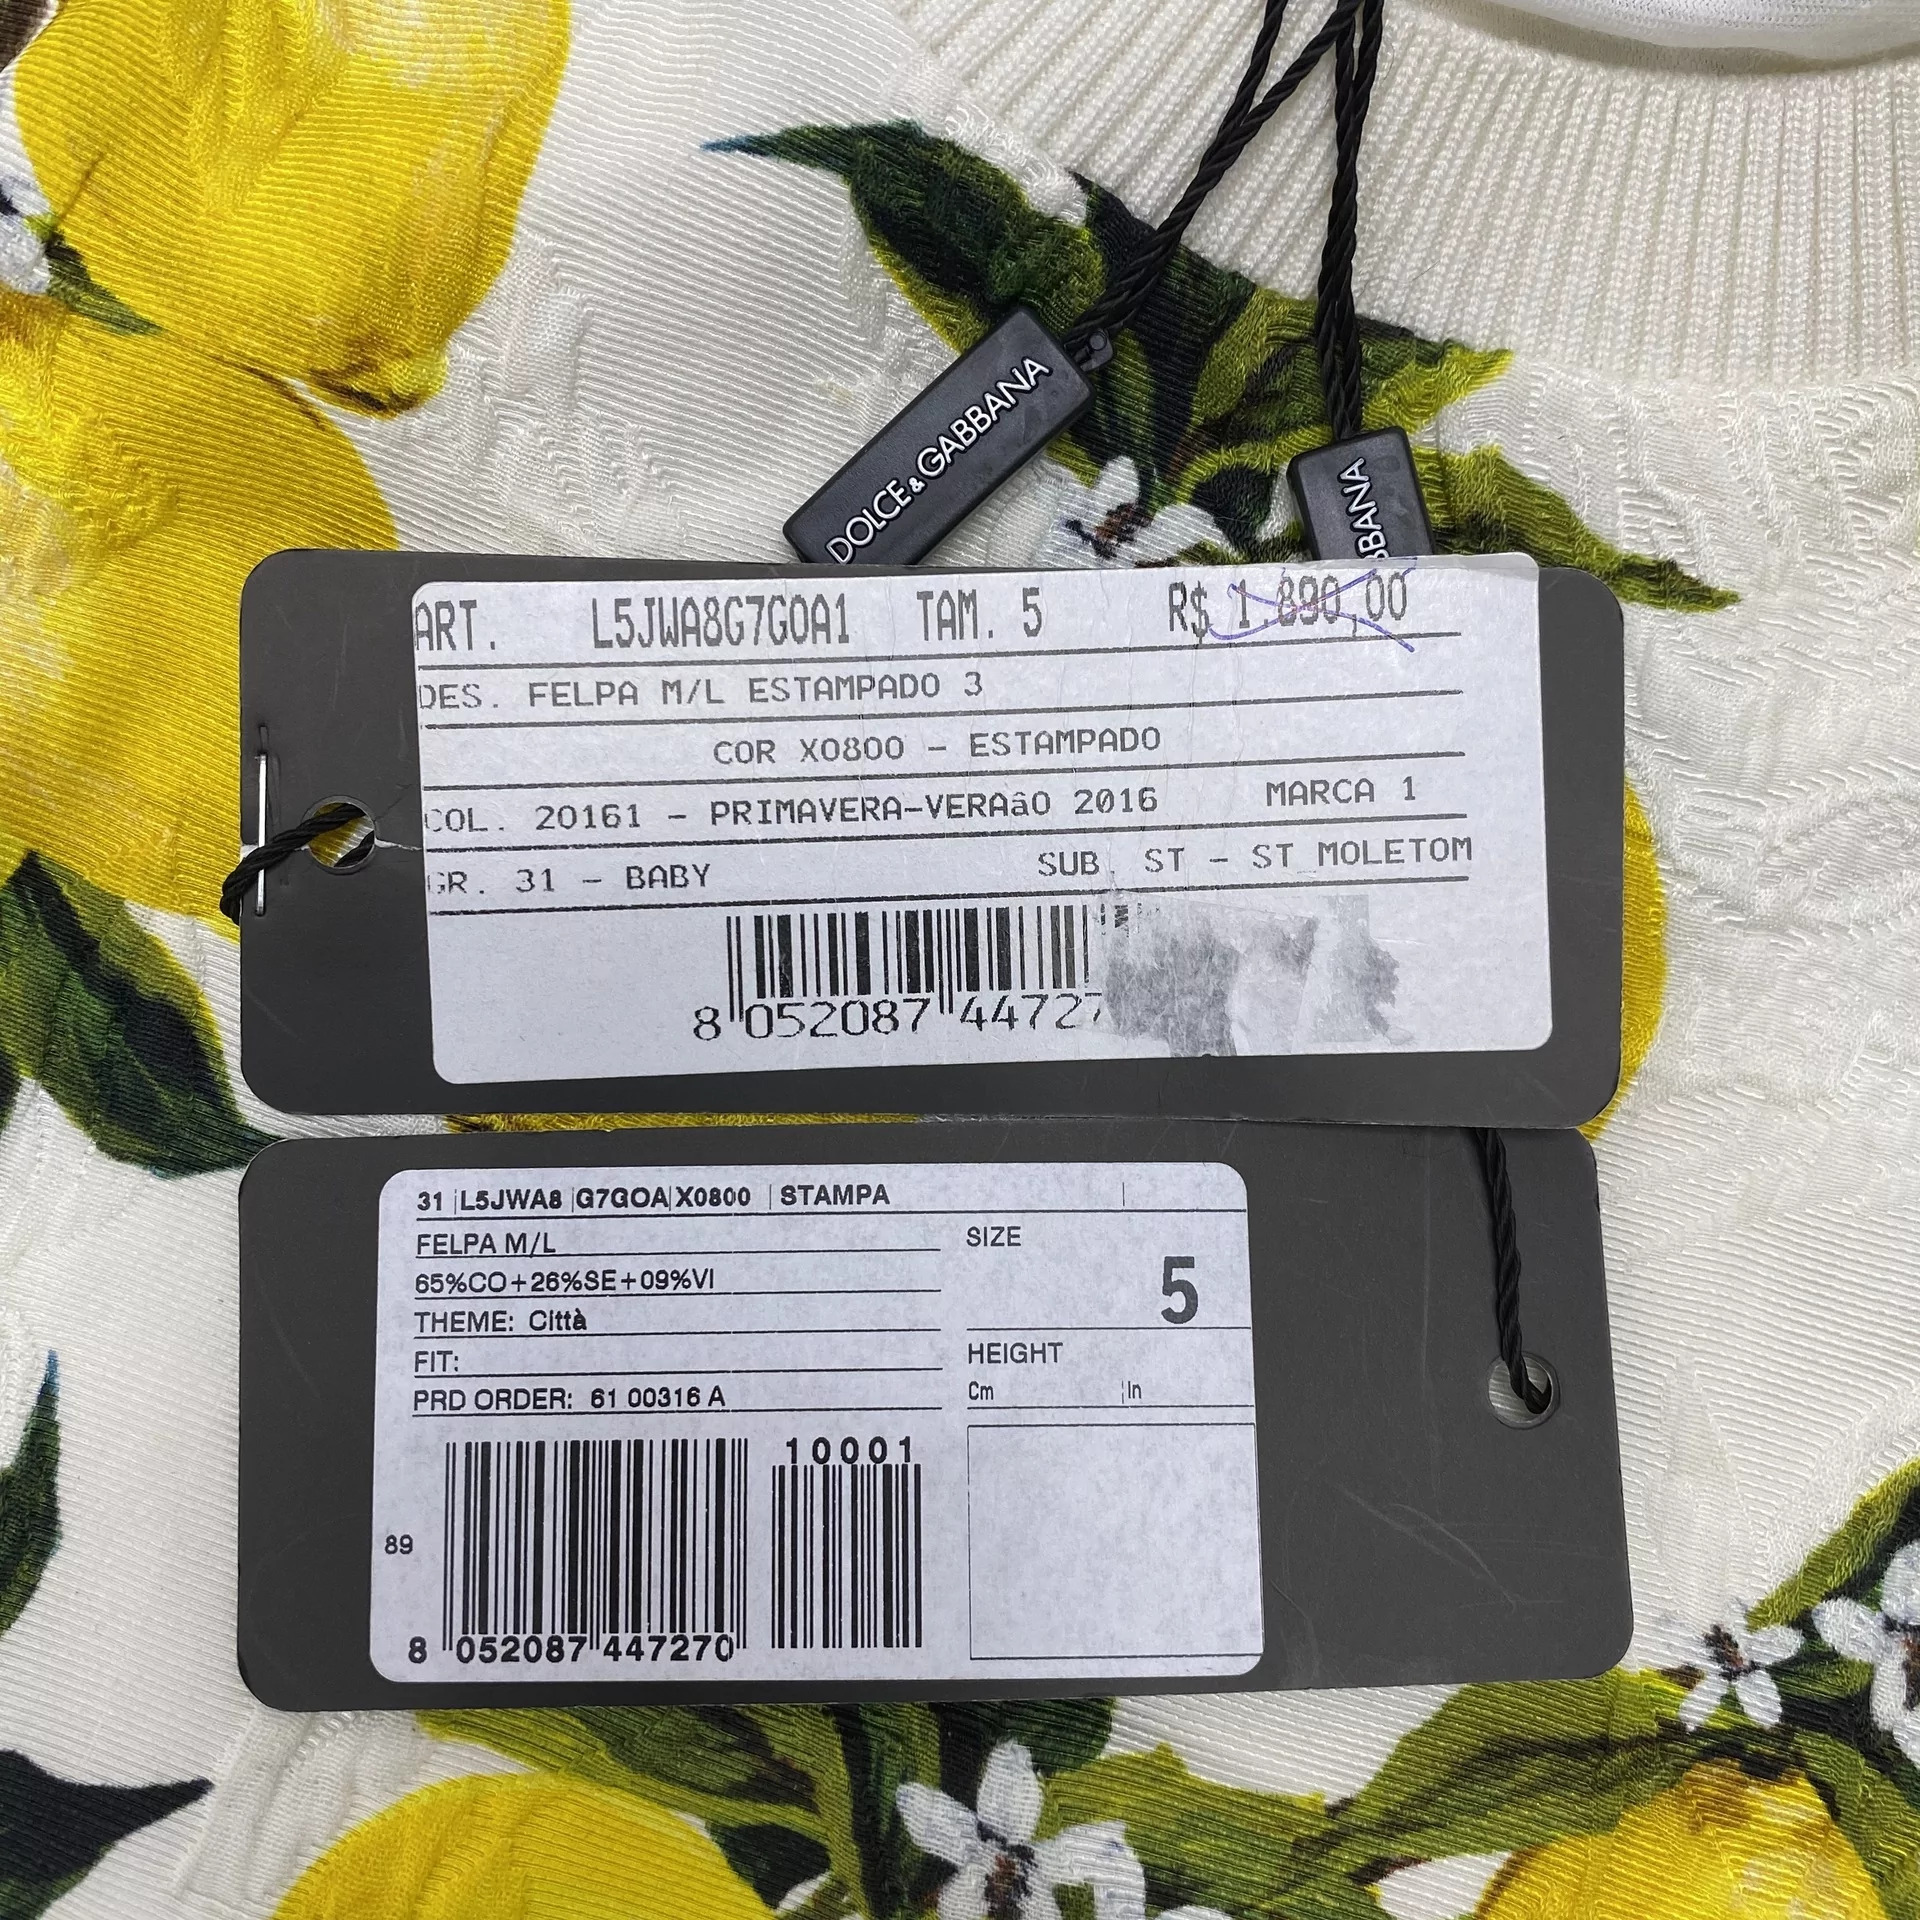 DOLCE&GABBANA
BBANA
ART. L5JWA8G7GOA1 TAM. 5 R$ 1.890,00
DES. FELPA M/L ESTAMPADO 3
COR X0800 – ESTAMPADO
COL. 20161 – PRIMAVERA–VERAâO 2016 MARCA 1
GR. 31 – BABY SUB. ST – ST MOLETOM
8 052087 44727
31 L5JWA8 G7GOA X0800 STAMPA
FELPA M/L
SIZE
65%CO+26%SE+09%VI
5
THEME: Città
FIT:
HEIGHT
PRD ORDER: 61 00316 A
Cm In
10001
89
8 052087 447270